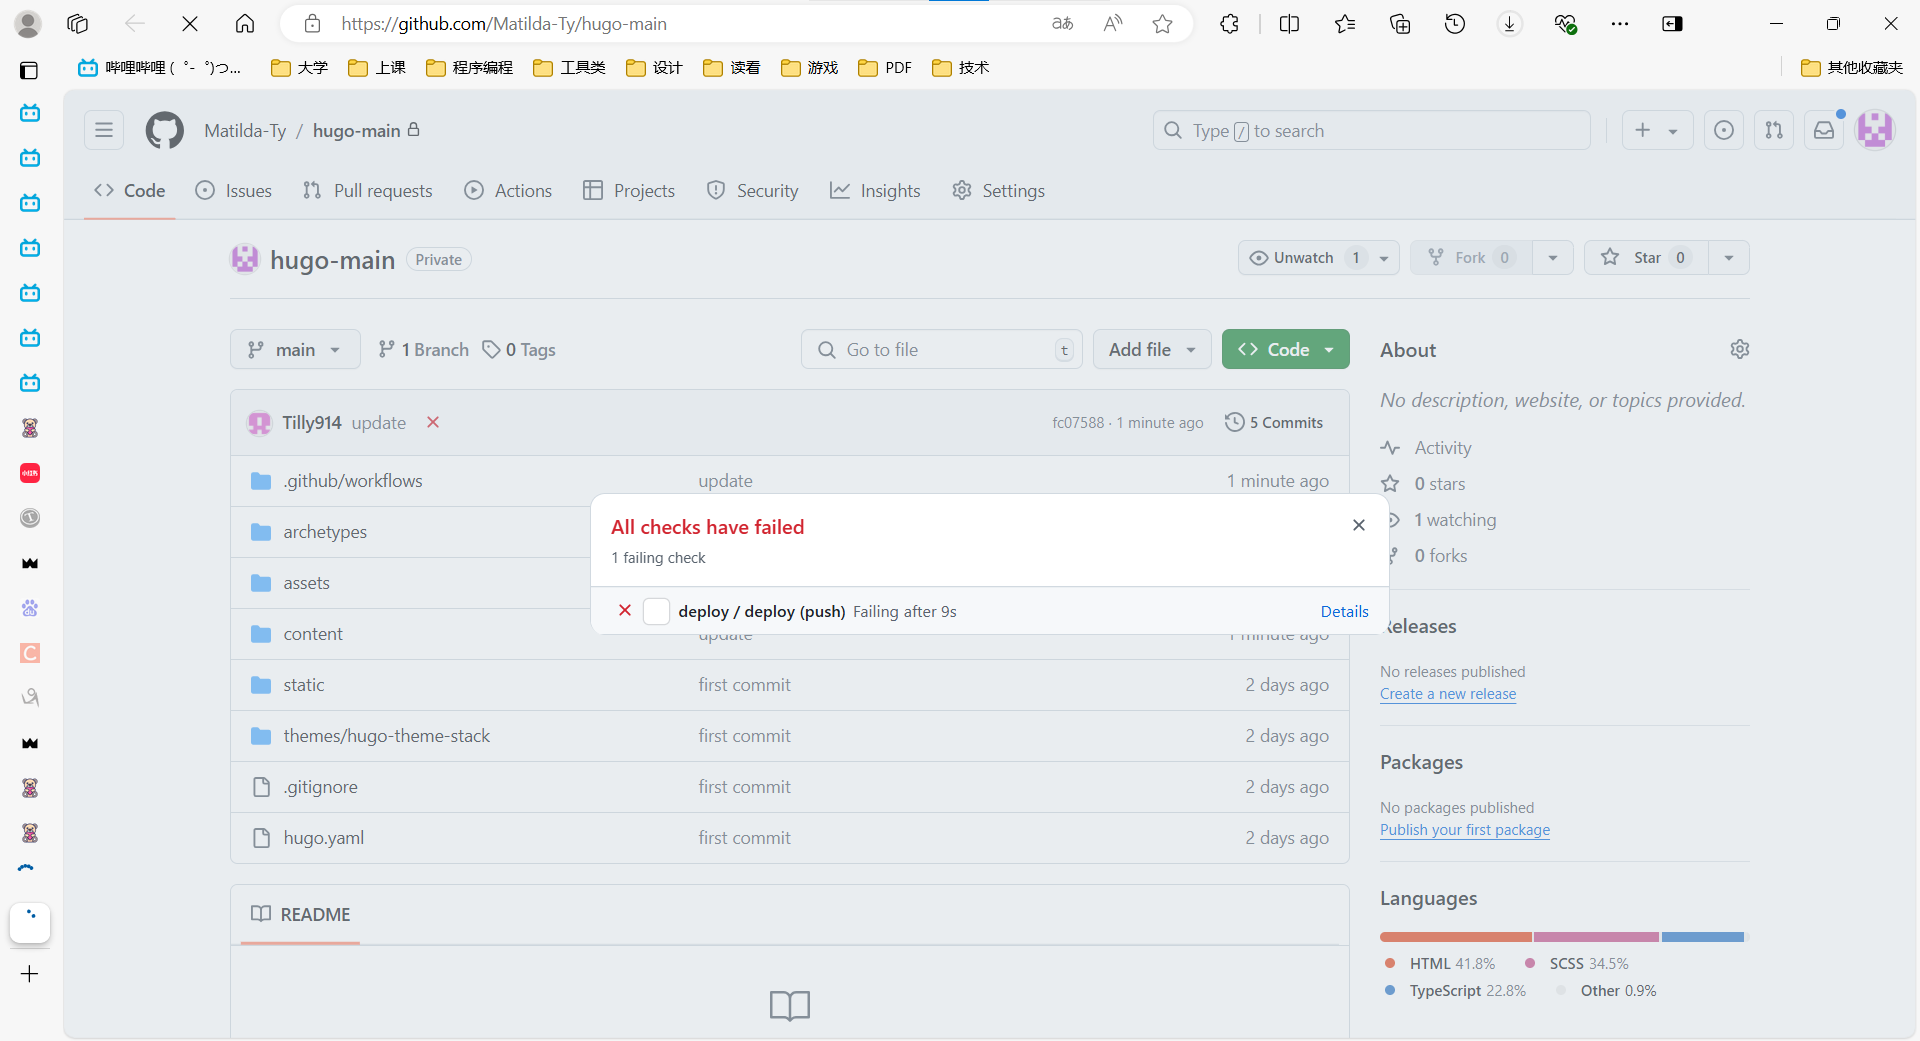 https://github.com/Matilda-Ty/hugo-main
哔哩哔哩 (゜-゜)つ...
大学
上课
程序编程
工具类
设计
读看
游戏
PDF
技术
其他收藏夹
Matilda-Ty / hugo-main
Type / to search
Code
Issues
Pull requests
Actions
Projects
Security
Insights
Settings
hugo-main Private
Unwatch 1
Fork 0
Star 0
main
1 Branch
0 Tags
Go to file t
Add file
Code
About
No description, website, or topics provided.
Tilly914 update
fc07588 · 1 minute ago
5 Commits
Activity
.github/workflows update 1 minute ago
0 stars
archetypes
All checks have failed
1 failing check
1 watching
0 forks
assets
deploy / deploy (push) Failing after 9s Details
content update 1 minute ago
Releases
No releases published
Create a new release
static first commit 2 days ago
themes/hugo-theme-stack first commit 2 days ago
Packages
No packages published
Publish your first package
.gitignore first commit 2 days ago
hugo.yaml first commit 2 days ago
README
Languages
HTML 41.8% SCSS 34.5%
TypeScript 22.8% Other 0.9%